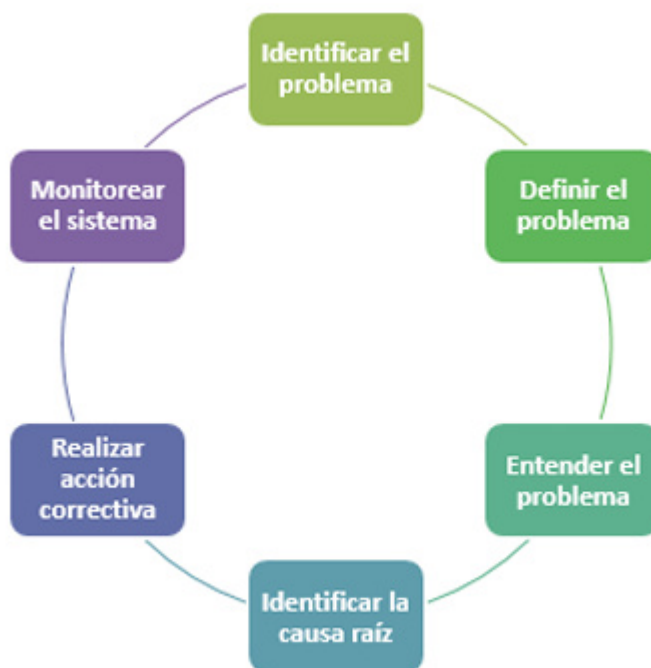 Identificar el
problema
Definir el
problema
Entender el
problema
Identificar la
causa raíz
Realizar
acción
correctiva
Monitorear
el sistema